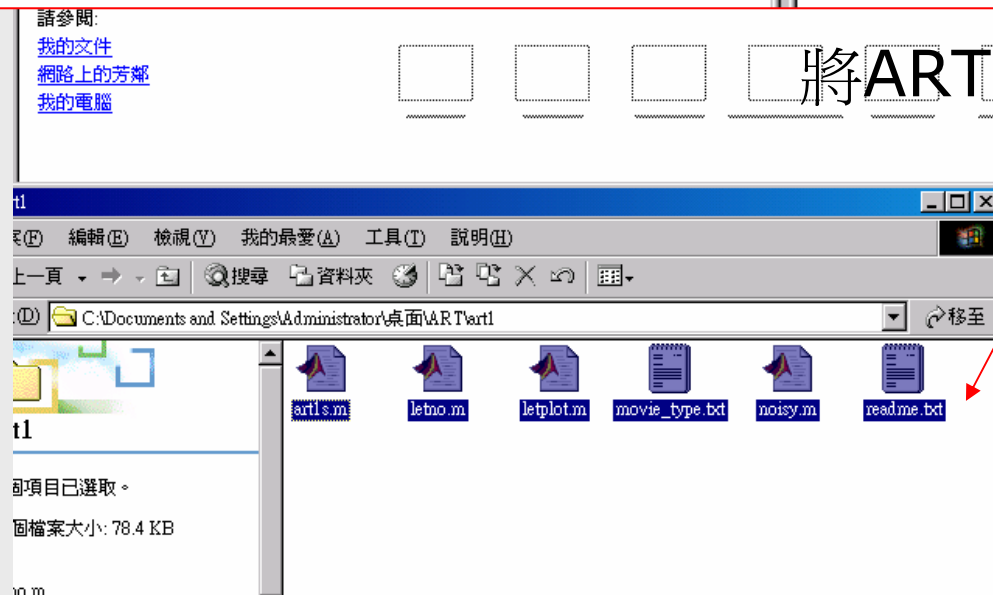 請參閱:
我的文件
網路上的芳鄰
我的電腦
將ART
t1
案(F) 編輯(E) 檢視(V) 我的最愛(A) 工具(T) 說明(H)
上一頁 搜尋 資料夾
(D) C:\Documents and Settings\Administrator\桌面\ART\art1 移至
art1s.m letno.m letplot.m movie_type.txt noisy.m readme.txt
t1
個項目已選取。
個檔案大小: 78.4 KB
no.m